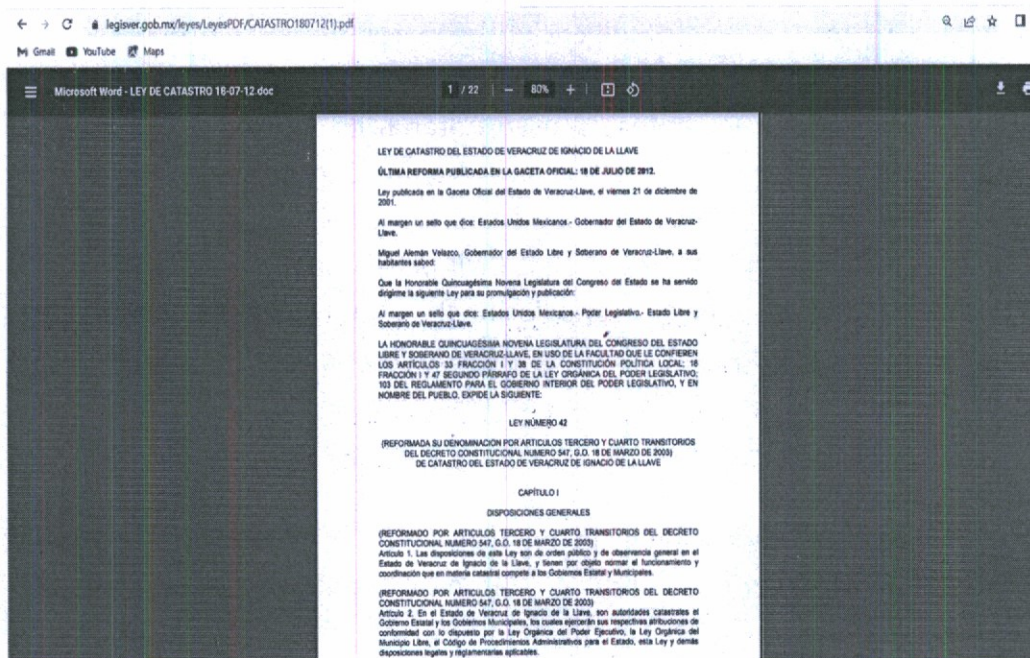 legisver.gob.mx/leyes/LeyesPDF/CATASTRO180712(1).pdf
Gmail YouTube Maps
Microsoft Word - LEY DE CATASTRO 18-07-12.doc 1 / 22 80%
LEY DE CATASTRO DEL ESTADO DE VERACRUZ DE IGNACIO DE LA LLAVE
ÚLTIMA REFORMA PUBLICADA EN LA GACETA OFICIAL: 18 DE JULIO DE 2012.
Ley publicada en la Gaceta Oficial del Estado de Veracruz-Llave, el viernes 21 de diciembre de
2001.
Al margen un sello que dice: Estados Unidos Mexicanos.- Gobernador del Estado de Veracruz-
Llave.
Miguel Alemán Velazco, Gobernador del Estado Libre y Soberano de Veracruz-Llave, a sus
habitantes sabed:
Que la Honorable Quincuagésima Novena Legislatura del Congreso del Estado se ha servido
dirigirme la siguiente Ley para su promulgación y publicación:
Al margen un sello que dice: Estados Unidos Mexicanos.- Poder Legislativo.- Estado Libre y
Soberano de Veracruz-Llave.
LA HONORABLE QUINCUAGÉSIMA NOVENA LEGISLATURA DEL CONGRESO DEL ESTADO
LIBRE Y SOBERANO DE VERACRUZ-LLAVE, EN USO DE LA FACULTAD QUE LE CONFIEREN
LOS ARTÍCULOS 33 FRACCIÓN I Y 38 DE LA CONSTITUCIÓN POLÍTICA LOCAL; 18
FRACCIÓN I Y 47 SEGUNDO PÁRRAFO DE LA LEY ORGÁNICA DEL PODER LEGISLATIVO;
103 DEL REGLAMENTO PARA EL GOBIERNO INTERIOR DEL PODER LEGISLATIVO, Y EN
NOMBRE DEL PUEBLO, EXPIDE LA SIGUIENTE:
LEY NÚMERO 42
(REFORMADA SU DENOMINACION POR ARTICULOS TERCERO Y CUARTO TRANSITORIOS
DEL DECRETO CONSTITUCIONAL NUMERO 547, G.O. 18 DE MARZO DE 2003)
DE CATASTRO DEL ESTADO DE VERACRUZ DE IGNACIO DE LA LLAVE
CAPÍTULO I
DISPOSICIONES GENERALES
(REFORMADO POR ARTICULOS TERCERO Y CUARTO TRANSITORIOS DEL DECRETO
CONSTITUCIONAL NUMERO 547, G.O. 18 DE MARZO DE 2003)
Artículo 1. Las disposiciones de esta Ley son de orden público y de observancia general en el
Estado de Veracruz de Ignacio de la Llave, y tienen por objeto normar el funcionamiento y
coordinación que en materia catastral compete a los Gobiernos Estatal y Municipales.
(REFORMADO POR ARTICULOS TERCERO Y CUARTO TRANSITORIOS DEL DECRETO
CONSTITUCIONAL NUMERO 547, G.O. 18 DE MARZO DE 2003)
Artículo 2. En el Estado de Veracruz de Ignacio de la Llave, son autoridades catastrales el
Gobierno Estatal y los Gobiernos Municipales, los cuales ejercerán sus respectivas atribuciones de
conformidad con lo dispuesto por la Ley Orgánica del Poder Ejecutivo, la Ley Orgánica del
Municipio Libre, el Código de Procedimientos Administrativos para el Estado, esta Ley y demás
disposiciones legales y reglamentarias aplicables.